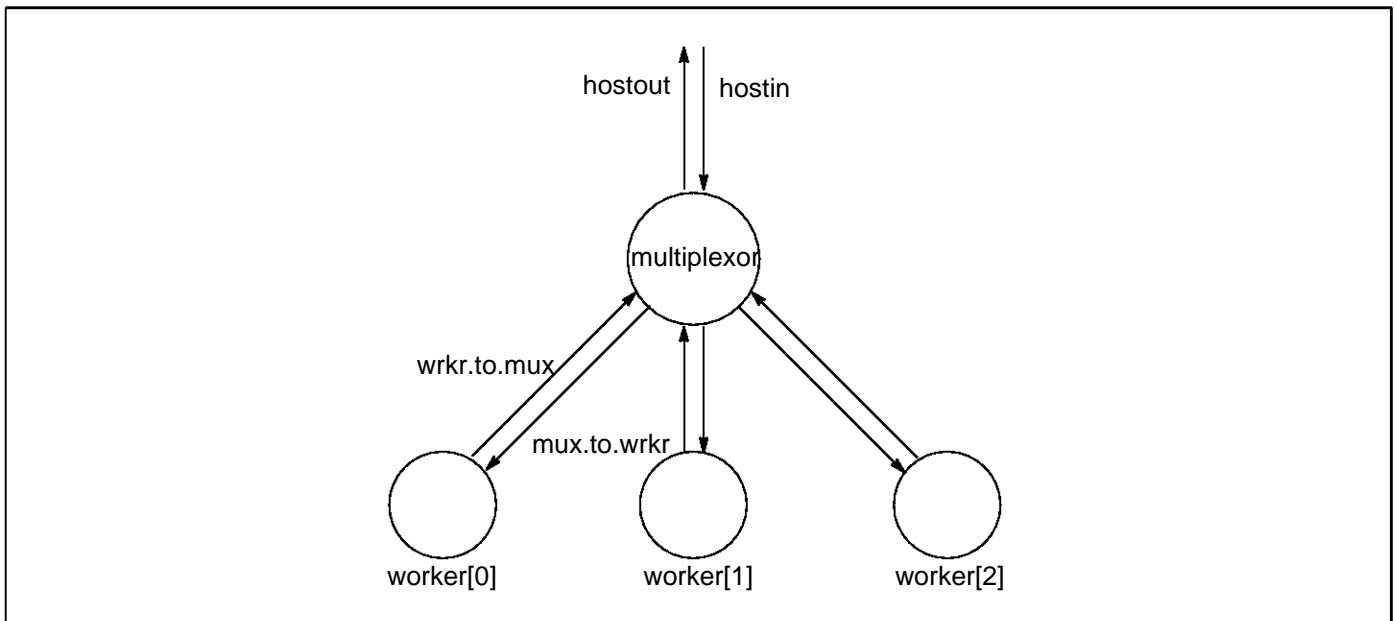 hostout
hostin
multiplexor
wrkr.to.mux
mux.to.wrkr
worker[0]
worker[1]
worker[2]